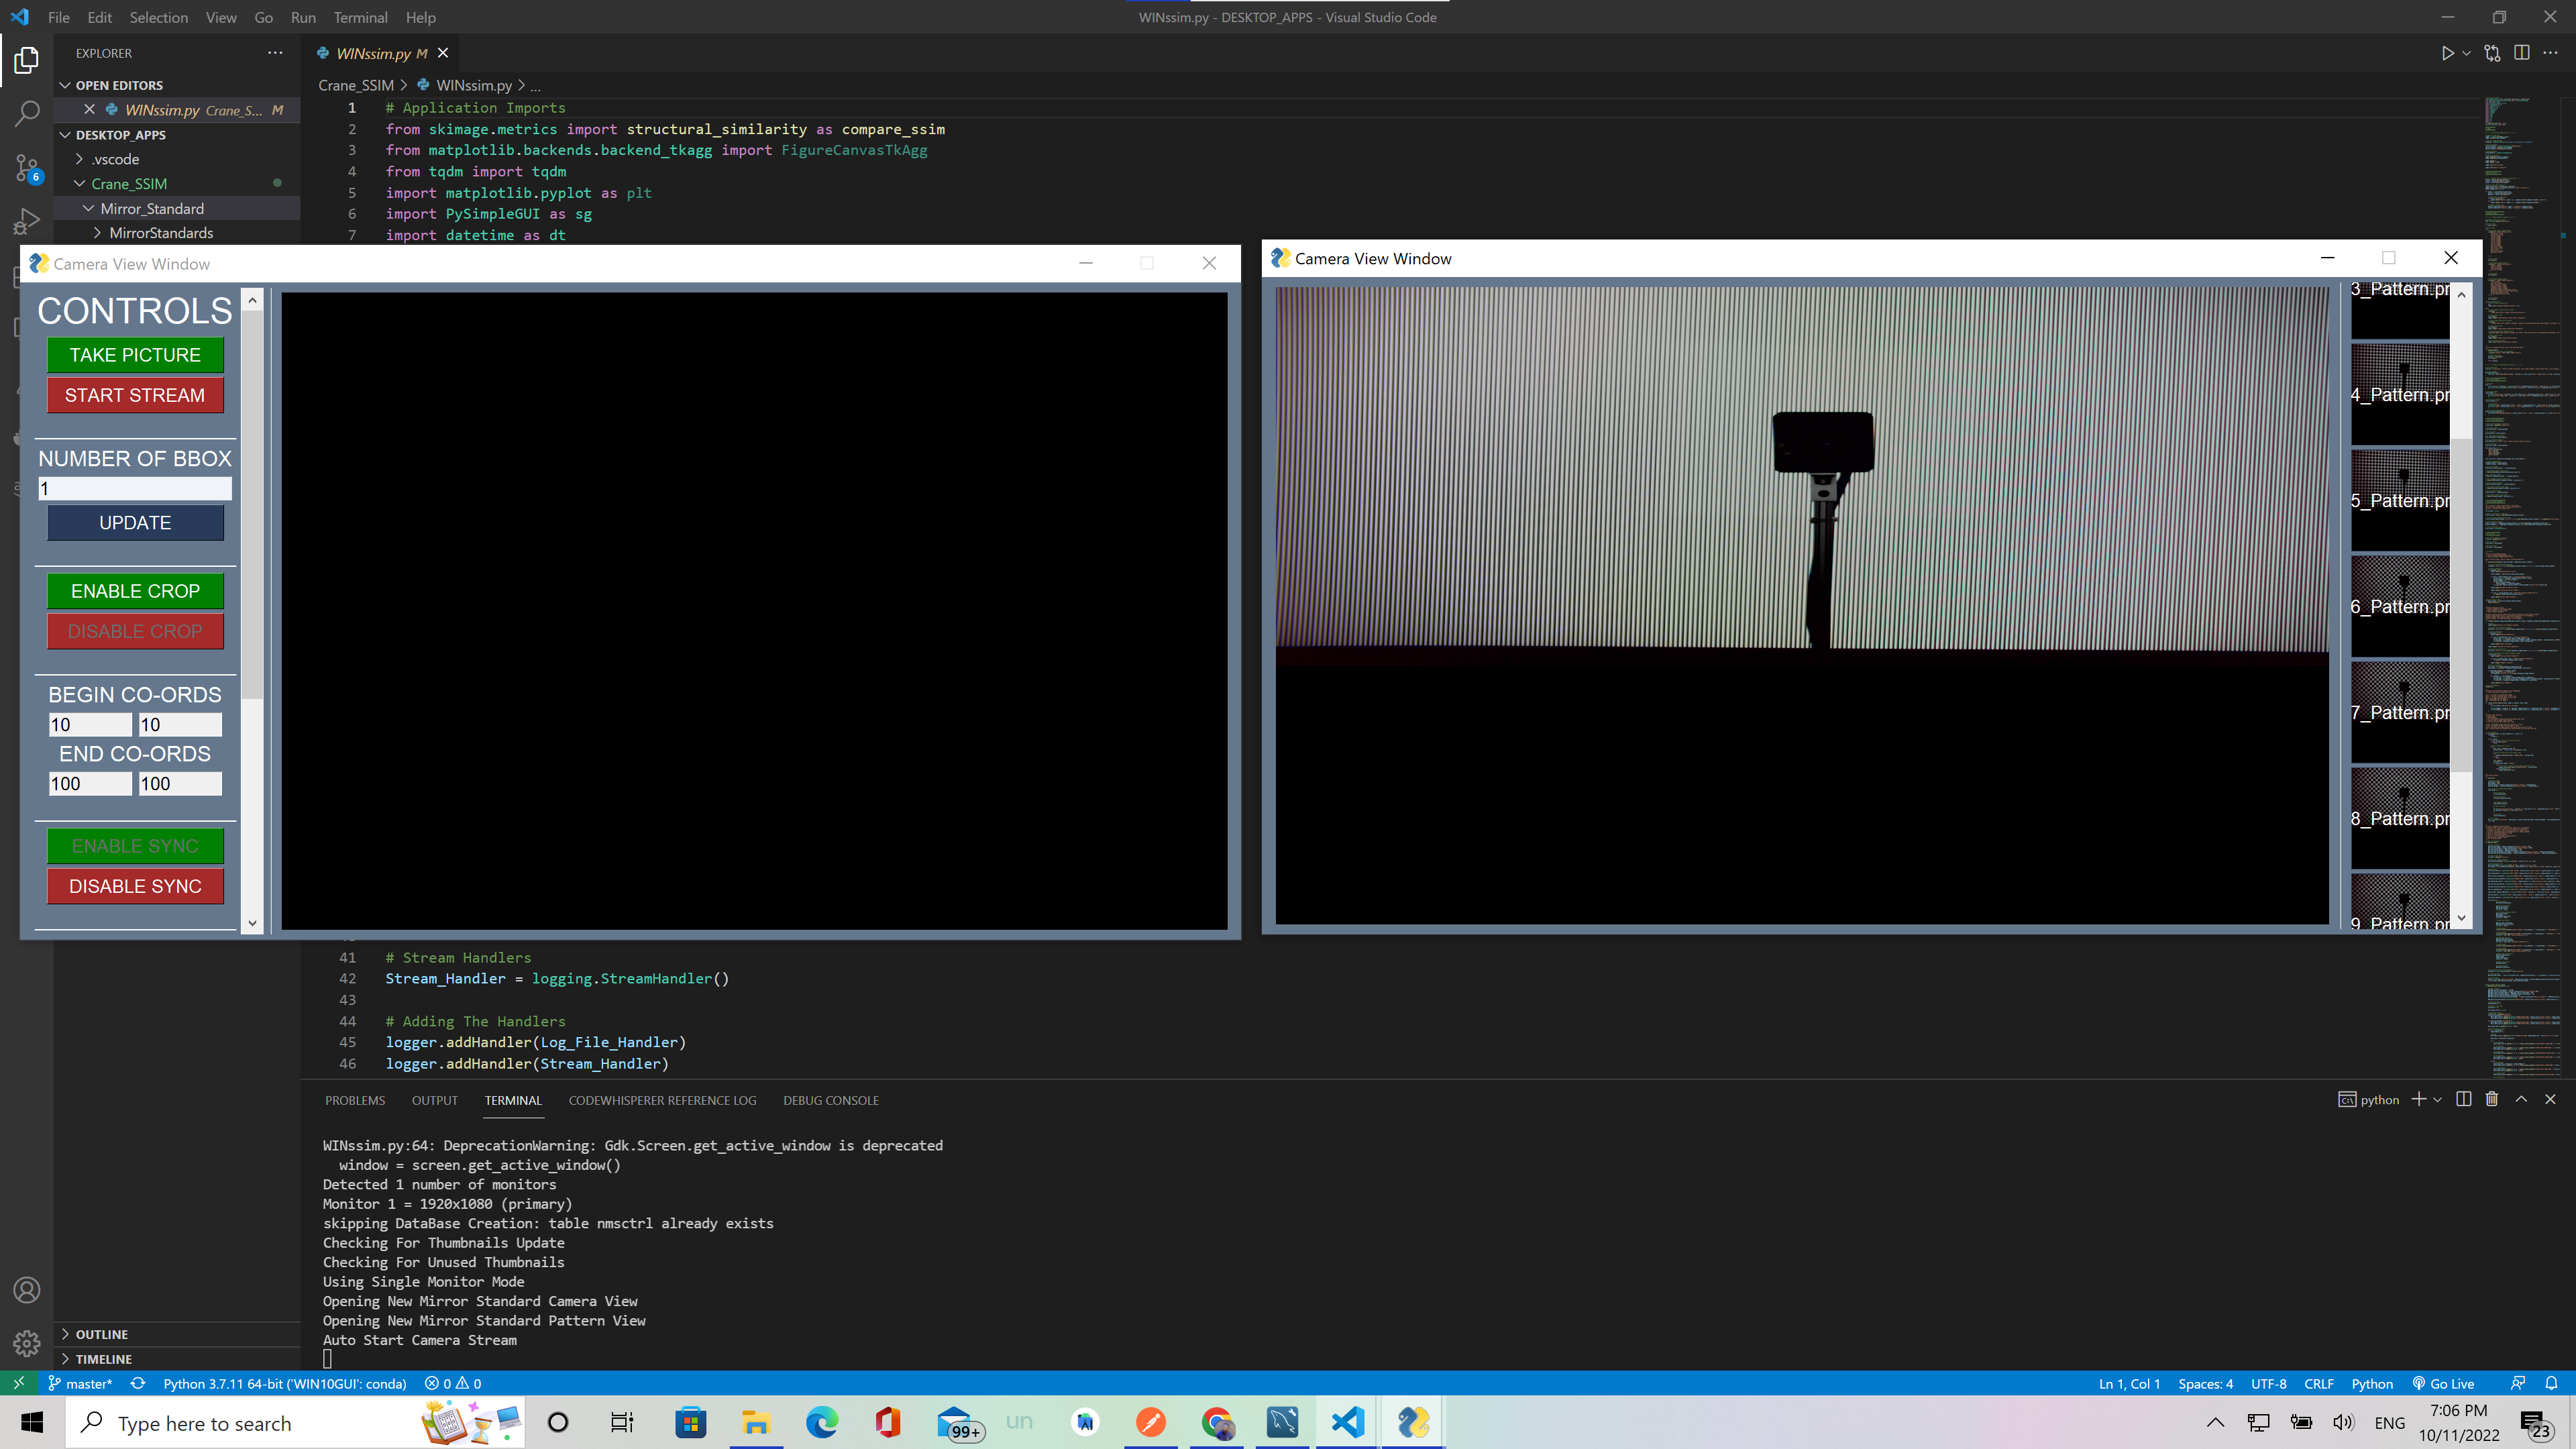 File Edit Selection View Go Run Terminal Help
WINssim.py - DESKTOP_APPS - Visual Studio Code
EXPLORER
WINssim.py M
OPEN EDITORS
WINssim.py Crane_S... M
DESKTOP_APPS
.vscode
Crane_SSIM
Mirror_Standard
MirrorStandards
6
Crane_SSIM > WINssim.py > ...
1 # Application Imports
2 from skimage.metrics import structural_similarity as compare_ssim
3 from matplotlib.backends.backend_tkagg import FigureCanvasTkAgg
4 from tqdm import tqdm
5 import matplotlib.pyplot as plt
6 import PySimpleGUI as sg
7 import datetime as dt
Camera View Window
CONTROLS
TAKE PICTURE
START STREAM
NUMBER OF BBOX
1
UPDATE
ENABLE CROP
DISABLE CROP
BEGIN CO-ORDS
10 10
END CO-ORDS
100 100
ENABLE SYNC
DISABLE SYNC
Camera View Window
3_Pattern.pr
4_Pattern.pr
5_Pattern.pr
6_Pattern.pr
7_Pattern.pr
8_Pattern.pr
9_Pattern.pr
41 # Stream Handlers
42 Stream_Handler = logging.StreamHandler()
43
44 # Adding The Handlers
45 logger.addHandler(Log_File_Handler)
46 logger.addHandler(Stream_Handler)
PROBLEMS OUTPUT TERMINAL CODEWHISPERER REFERENCE LOG DEBUG CONSOLE
python
WINssim.py:64: DeprecationWarning: Gdk.Screen.get_active_window is deprecated
window = screen.get_active_window()
Detected 1 number of monitors
Monitor 1 = 1920x1080 (primary)
skipping DataBase Creation: table nmsctrl already exists
Checking For Thumbnails Update
Checking For Unused Thumbnails
Using Single Monitor Mode
Opening New Mirror Standard Camera View
Opening New Mirror Standard Pattern View
Auto Start Camera Stream
OUTLINE
TIMELINE
master* Python 3.7.11 64-bit ('WIN10GUI': conda) 0 0
Ln 1, Col 1 Spaces: 4 UTF-8 CRLF Python Go Live
Type here to search
99+
un
ENG
7:06 PM
10/11/2022
23